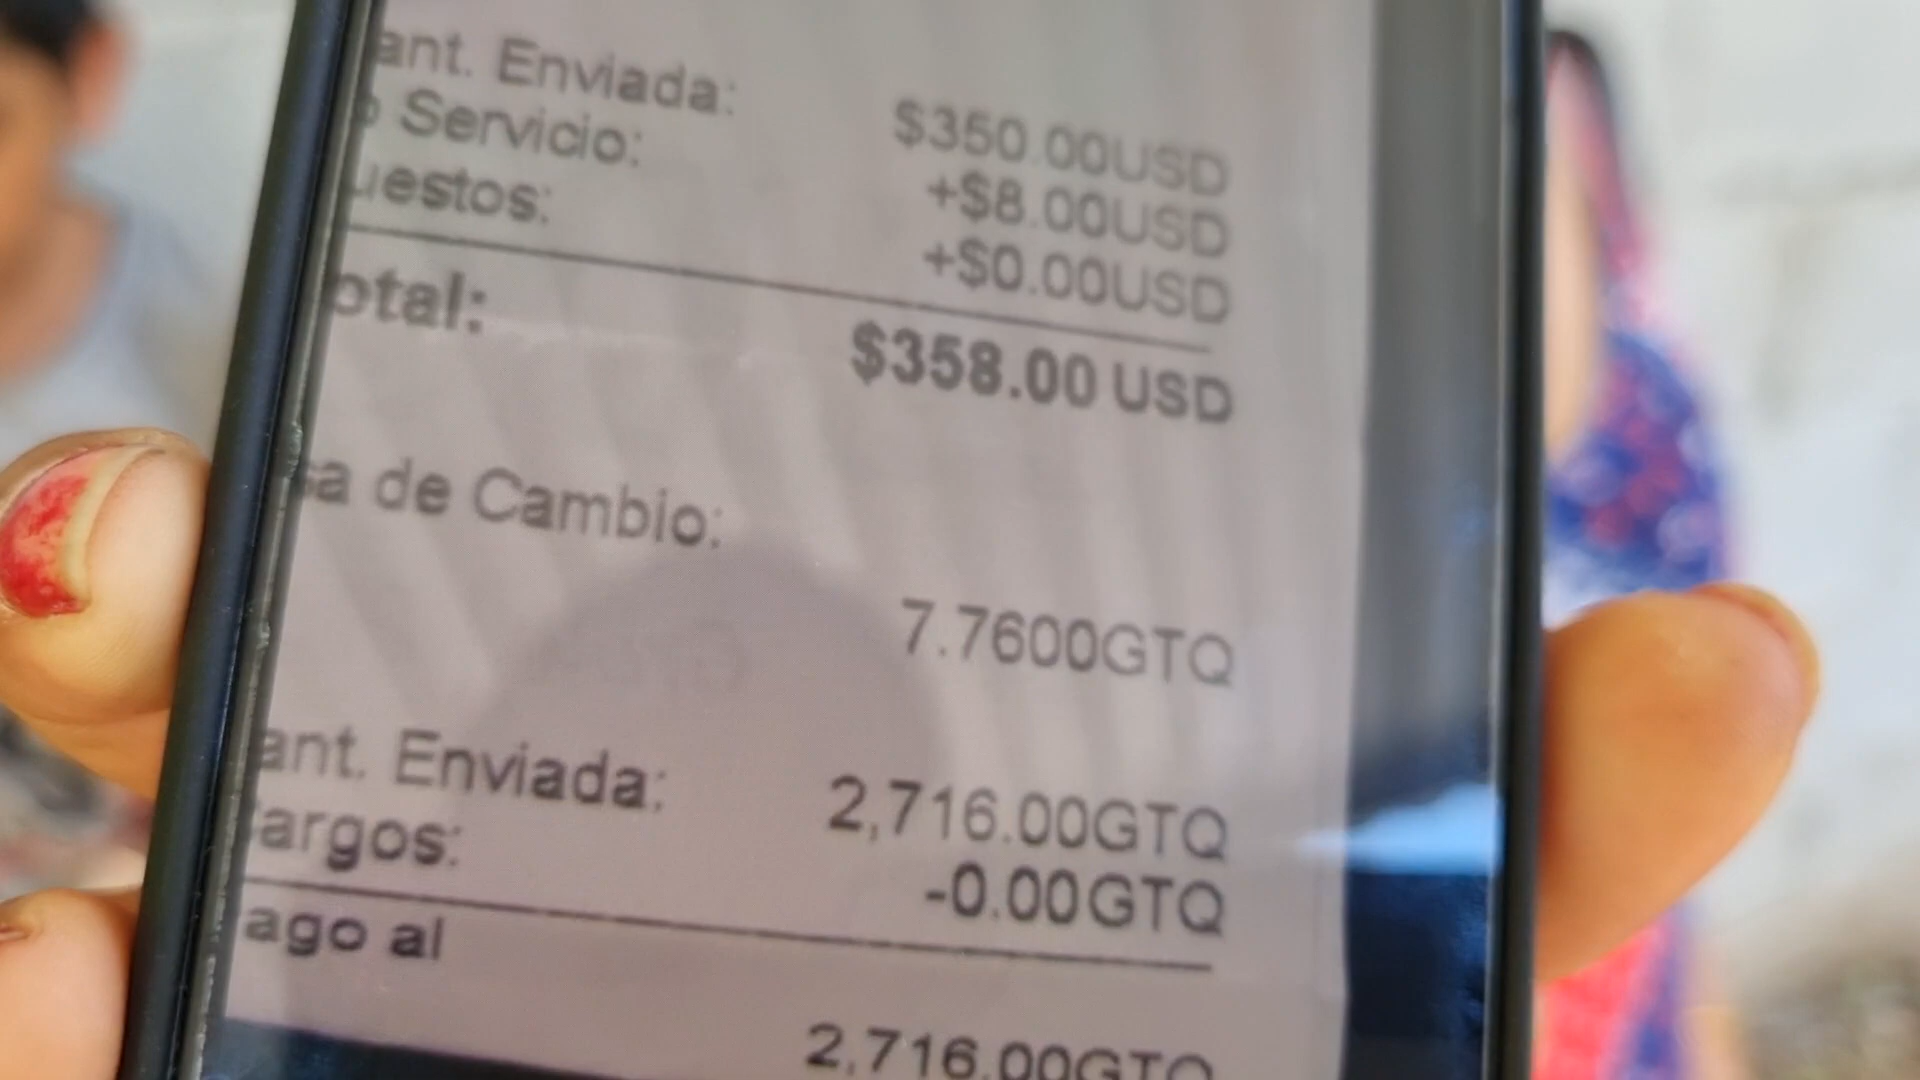 ant. Enviada: $350.00USD
o Servicio: +$8.00USD
uestos: +$0.00USD
otal: $358.00 USD
sa de Cambio:
7.7600GTQ
ant. Enviada: 2,716.00GTQ
argos: -0.00GTQ
ago al
2,716.00GTQ